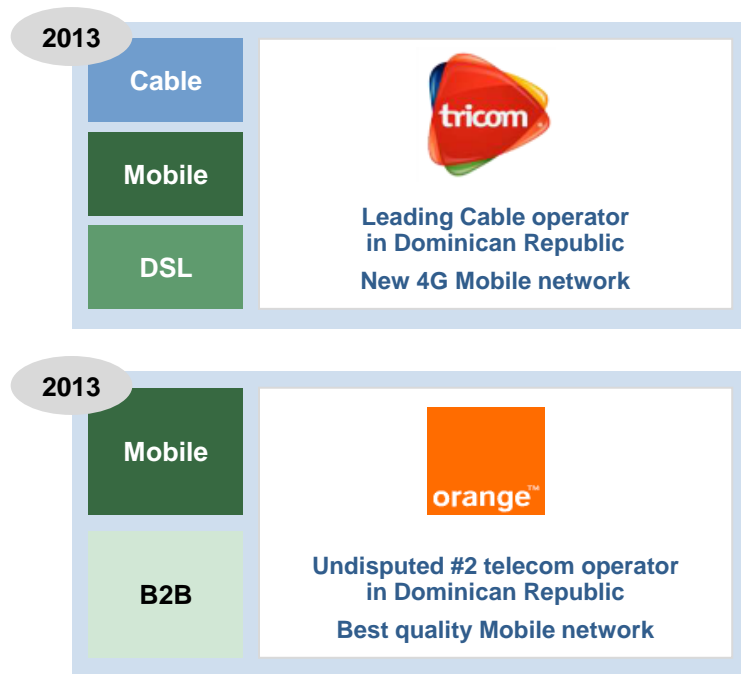 2013
Cable
Mobile
DSL
tricom
Leading Cable operator
in Dominican Republic
New 4G Mobile network
2013
Mobile
B2B
orange™
Undisputed #2 telecom operator
in Dominican Republic
Best quality Mobile network